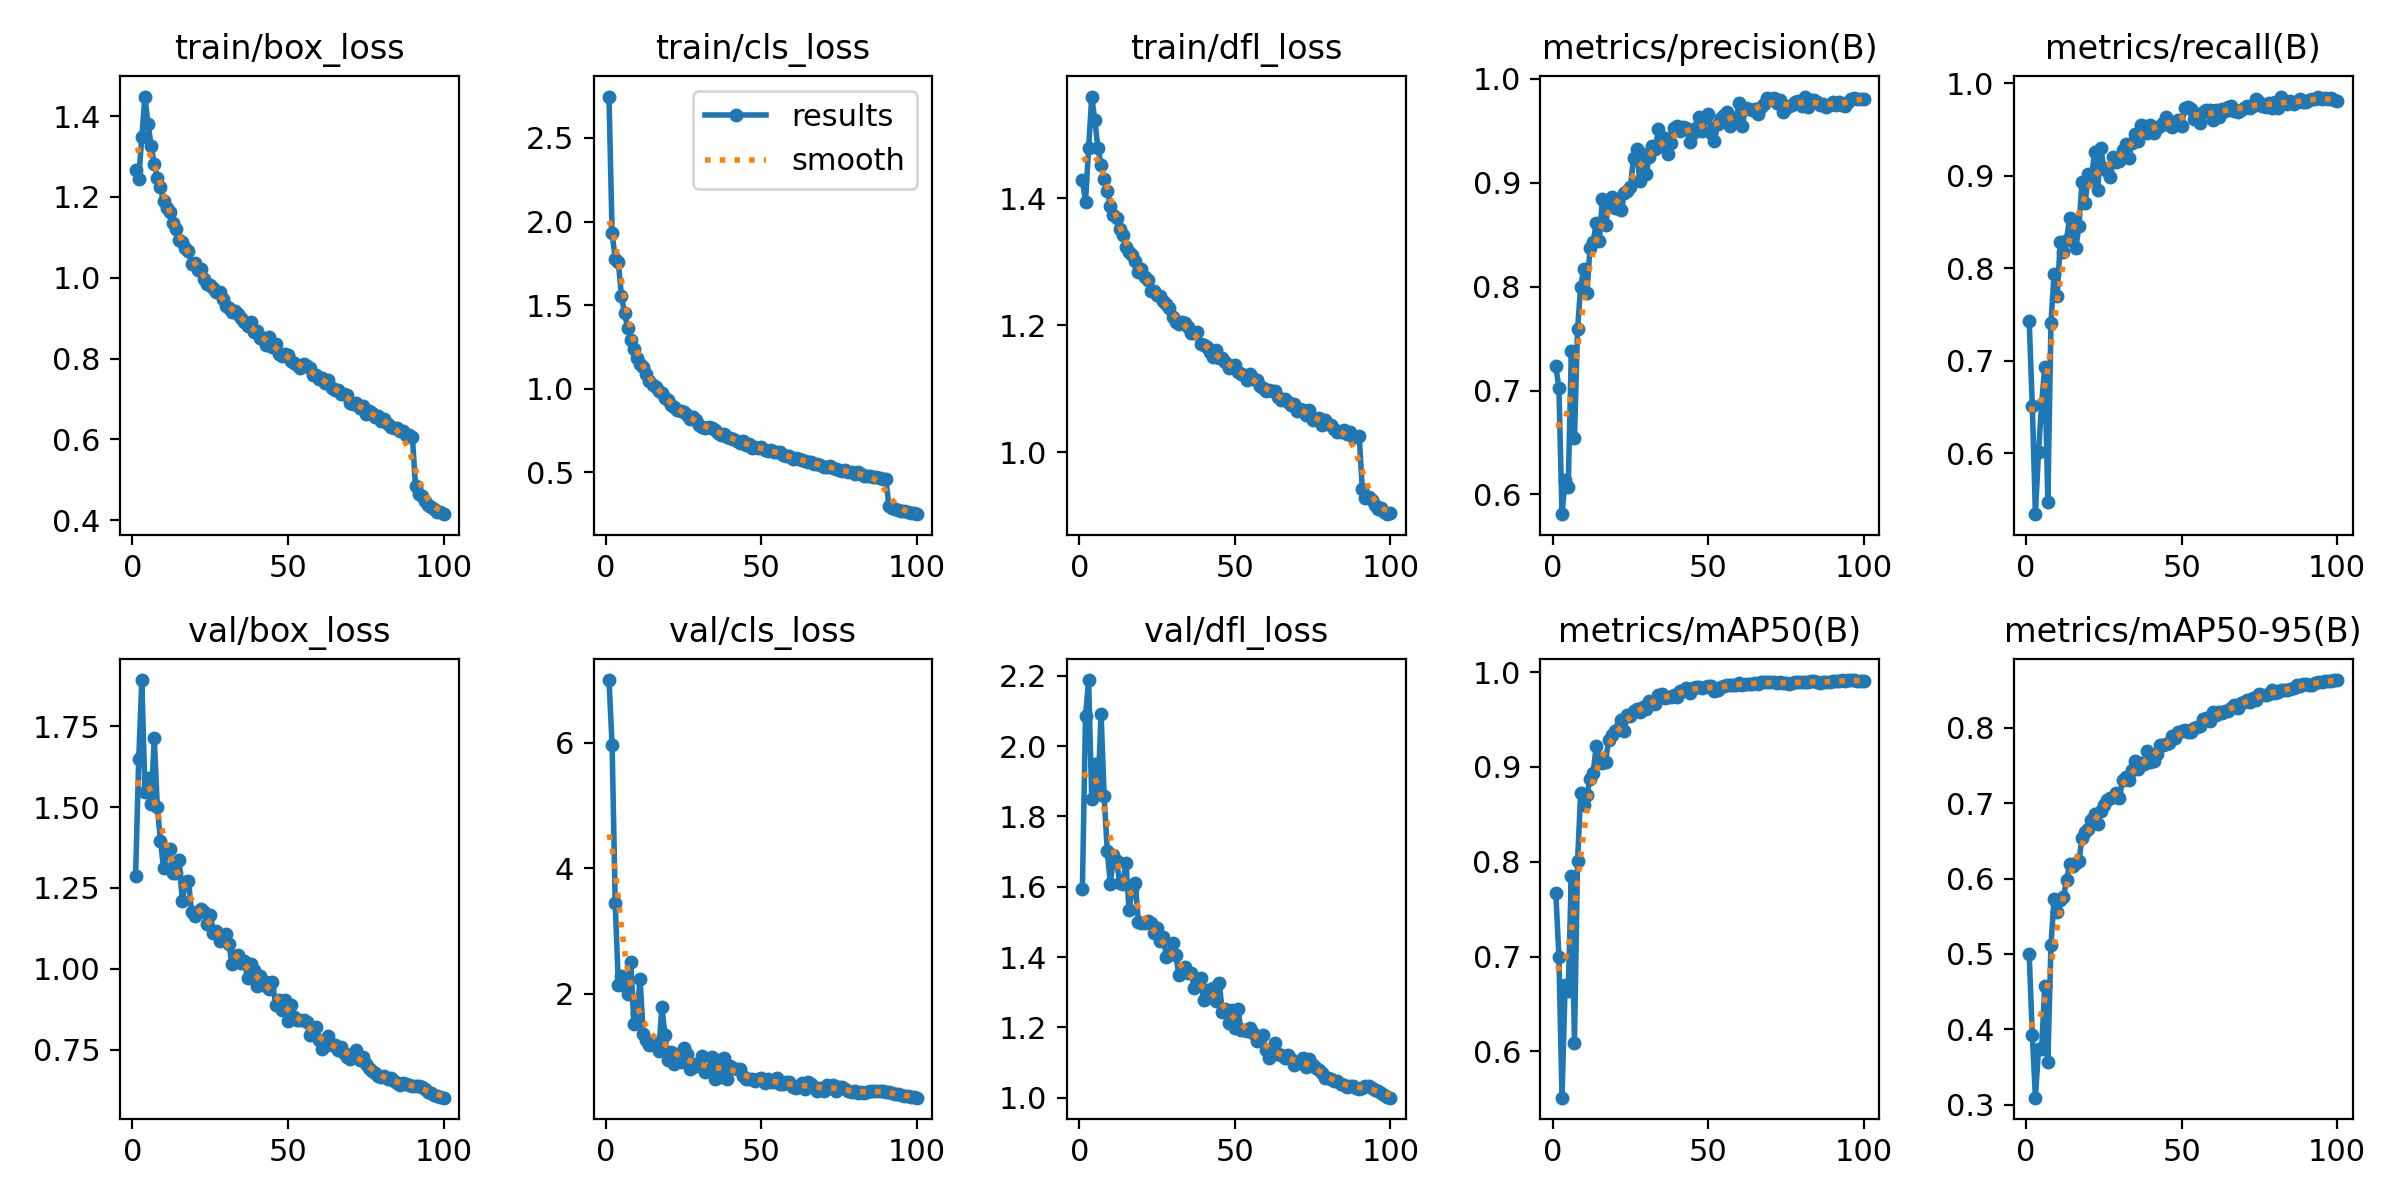 train/box_loss
1.4
1.2
1.0
0.8
0.6
0.4
0 50 100
train/cls_loss
results
smooth
2.5
2.0
1.5
1.0
0.5
0 50 100
train/dfl_loss
1.4
1.2
1.0
0 50 100
metrics/precision(B)
1.0
0.9
0.8
0.7
0.6
0 50 100
metrics/recall(B)
1.0
0.9
0.8
0.7
0.6
0 50 100
val/box_loss
1.75
1.50
1.25
1.00
0.75
0 50 100
val/cls_loss
6
4
2
0 50 100
val/dfl_loss
2.2
2.0
1.8
1.6
1.4
1.2
1.0
0 50 100
metrics/mAP50(B)
1.0
0.9
0.8
0.7
0.6
0 50 100
metrics/mAP50-95(B)
0.8
0.7
0.6
0.5
0.4
0.3
0 50 100